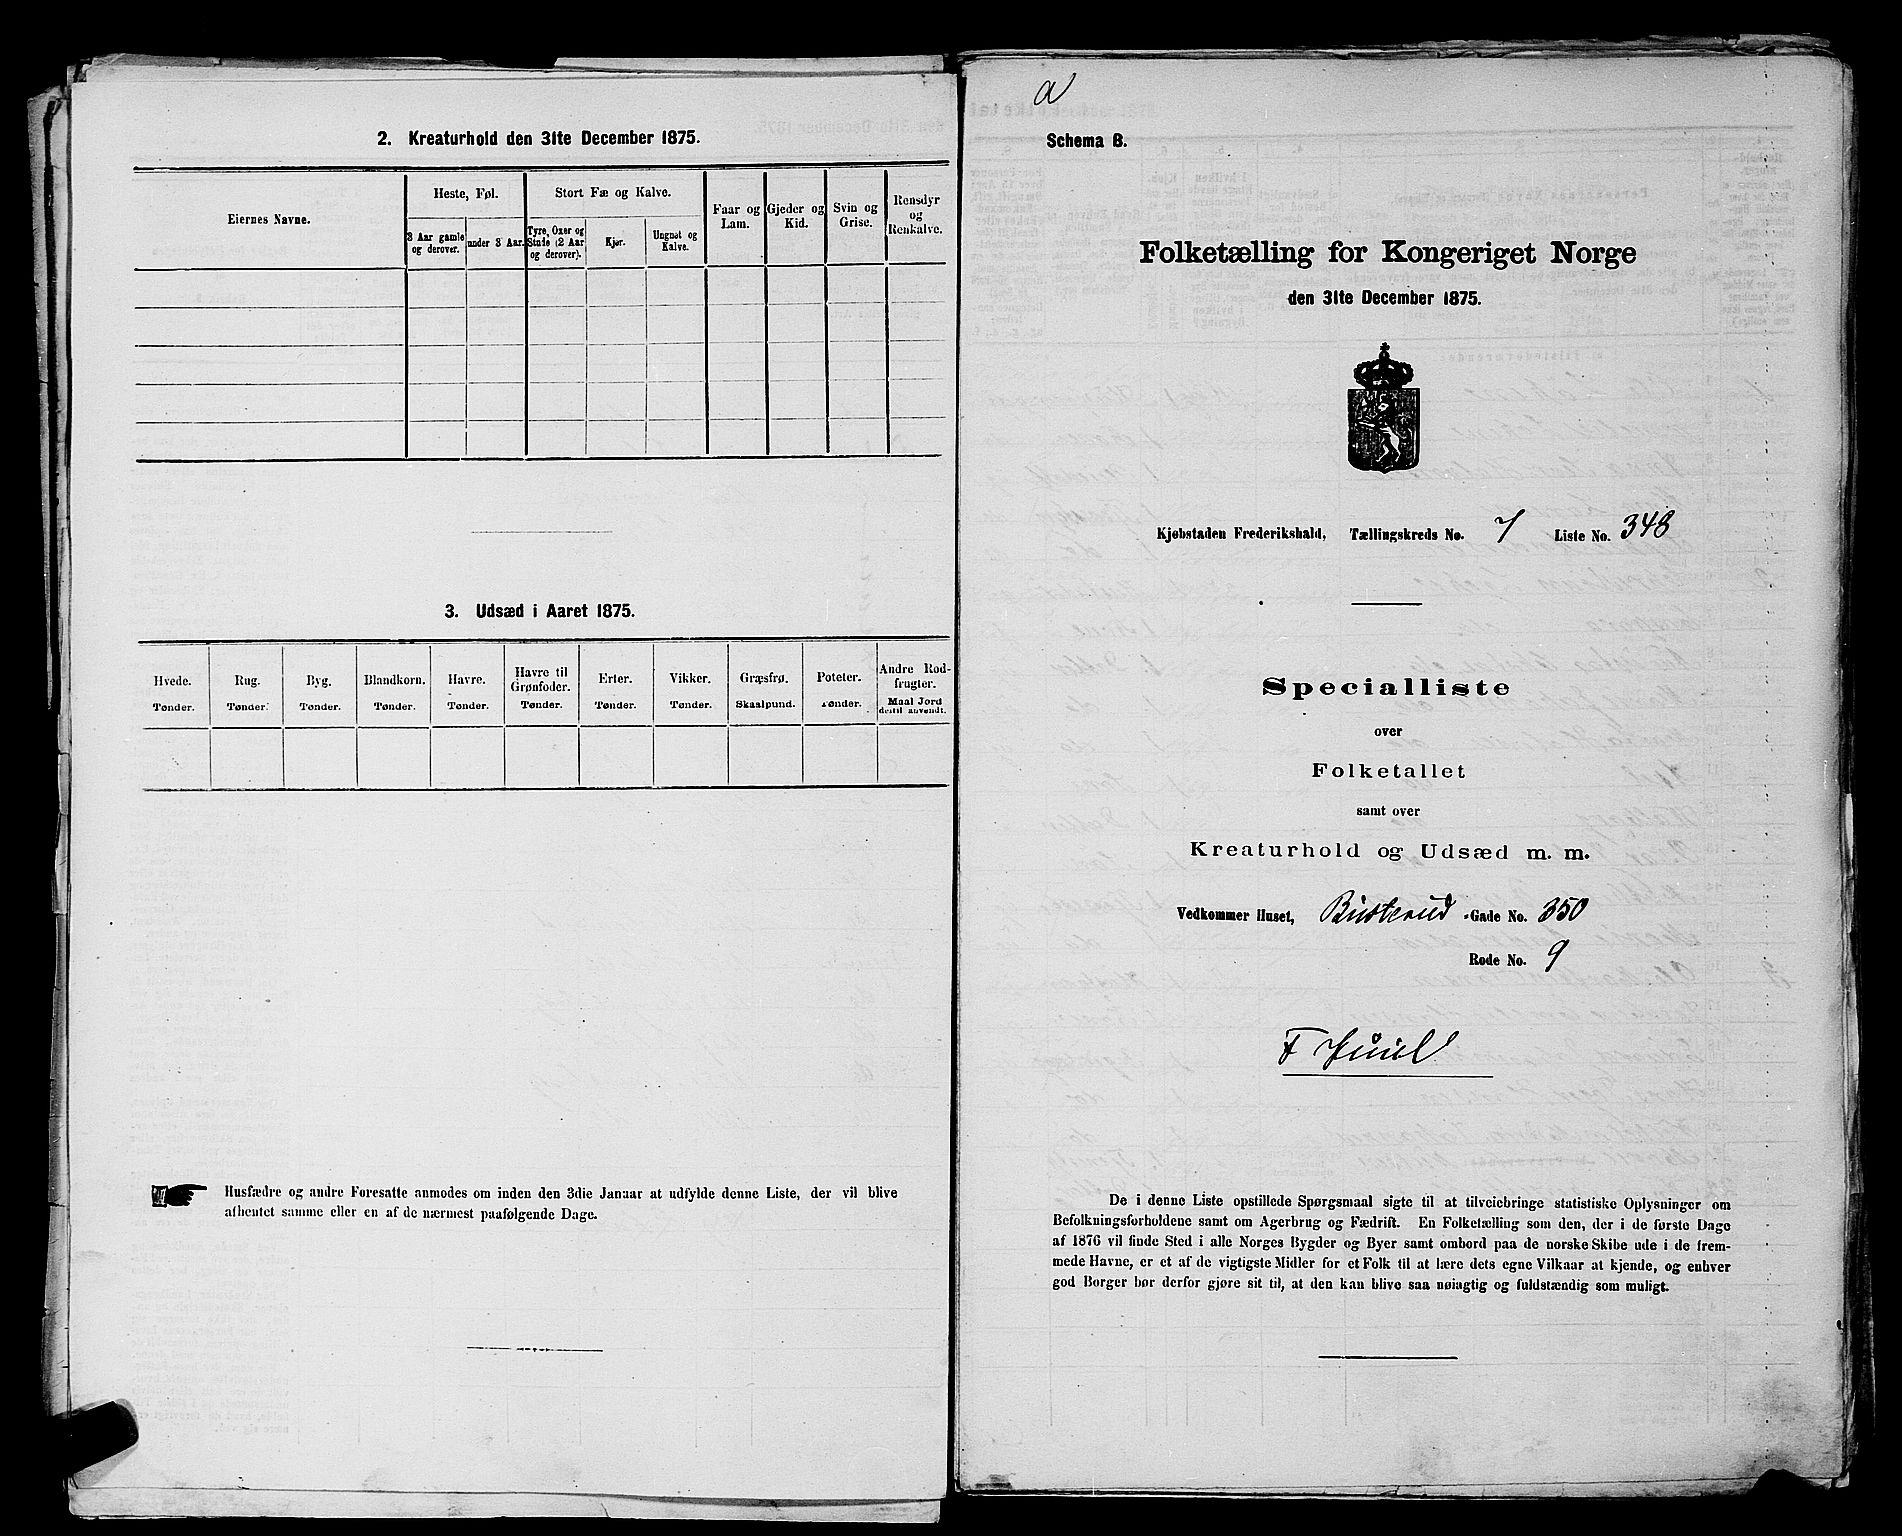 2. Kreaturhold den 31te December 1875.
Eiernes Navne.
Heste, Føl.
3 Aar gamle og derover.
under 3 Aar.
Stort Fæ og Kalve.
Tyre, Oxer og Stude (2 Aar og derover).
Kjør.
Ungnøt og Kalve.
Faar og Lam.
Gjeder og Kid.
Svin og Grise.
Rensdyr og Renkalve.
3. Udsæd i Aaret 1875.
Hvede. Tønder.
Rug. Tønder.
Byg. Tønder.
Blandkorn. Tønder.
Havre. Tønder.
Havre til Grønfoder. Tønder.
Erter. Tønder.
Vikker. Tønder.
Græsfrø. Skaalpund.
Poteter. Tønder.
Andre Rodfrugter. Maal Jord dertil anvendt.
Husfædre og andre Foresatte anmodes om inden den 3die Januar at udfylde denne Liste, der vil blive
afhentet samme eller en af de nærmest paafølgende Dage.
a
Schema B.
Folketælling for Kongeriget Norge
den 31te December 1875.
Kjøbstaden Frederikshald, Tællingskreds No. 7 Liste No. 348
Specialliste
over
Folketallet
samt over
Kreaturhold og Udsæd m. m.
Vedkommer Huset, Busterud Gade No. 350
Rode No. 9
F Juul
De i denne Liste opstillede Spørgsmaal sigte til at tilveiebringe statistiske Oplysninger om
Befolkningsforholdene samt om Agerbrug og Fædrift. En Folketælling som den, der i de første Dage
af 1876 vil finde Sted i alle Norges Bygder og Byer samt ombord paa de norske Skibe ude i de frem-
mede Havne, er et af de vigtigste Midler for et Folk til at lære dets egne Vilkaar at kjende, og enhver
god Borger bør derfor gjøre sit til, at den kan blive saa nøiagtig og fuldstændig som muligt.